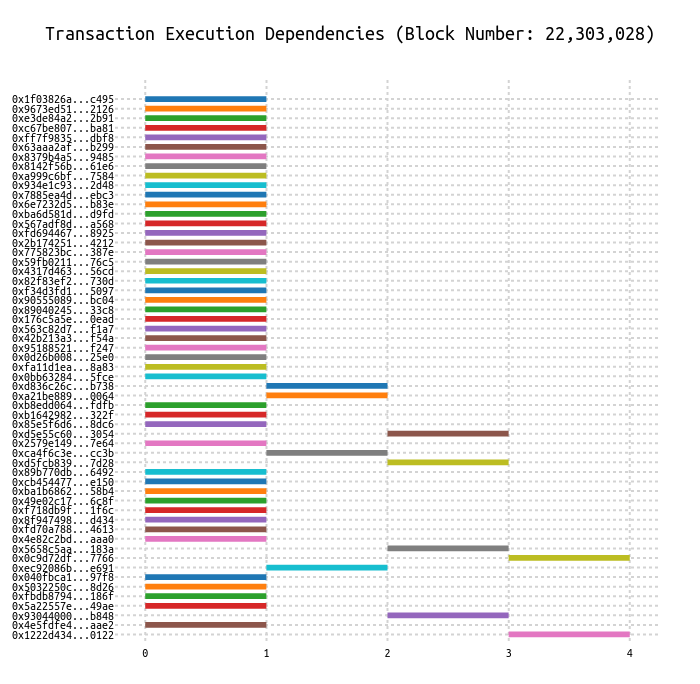 Transaction Execution Dependencies (Block Number: 22,303,028)
0x1f03826a...c495
0x9673ed51...2126
0xe3de84a2...2b91
0xc67be807...ba81
0xff7f9835...dbf8
0x63aaa2af...b299
0x8379b4a5...9485
0x8142f56b...61e6
0xa999c6bf...7584
0x934e1c93...2d48
0x7885ea4d...ebc3
0x6e7232d5...b83e
0xba6d581d...d9fd
0x567adf8d...a568
0xfd694467...8925
0x2b174251...4212
0x775823bc...387e
0x59fb0211...76c5
0x4317d463...56cd
0x82f83ef2...730d
0xf34d3fd1...5097
0x90555089...bc04
0x89040245...33c8
0x176c5a5e...0ead
0x563c82d7...f1a7
0x42b213a3...f54a
0x95188521...f247
0x0d26b008...25e0
0xfa11d1ea...8a83
0x0bb63284...5fce
0xd836c26c...b738
0xa21be889...0064
0xb8edd064...fdfb
0xb1642982...322f
0x85e5f6d6...8dc6
0xd5e55c60...3054
0x2579e149...7e64
0xca4f6c3e...cc3b
0xd5fcb839...7d28
0x89b770db...6492
0xcb454477...e150
0xba1b6862...58b4
0x49e02c17...6c8f
0xf718db9f...1f6c
0x8f947498...d434
0xfd70a788...4613
0x4e82c2bd...aaa0
0x5658c5aa...183a
0x0c9d72df...7766
0xec92086b...e691
0x040fbca1...97f8
0x5032250c...8d26
0xfbdb8794...186f
0x5a22557e...49ae
0x93044000...b848
0x4e5fdfe4...aae2
0x1222d434...0122
0 1 2 3 4